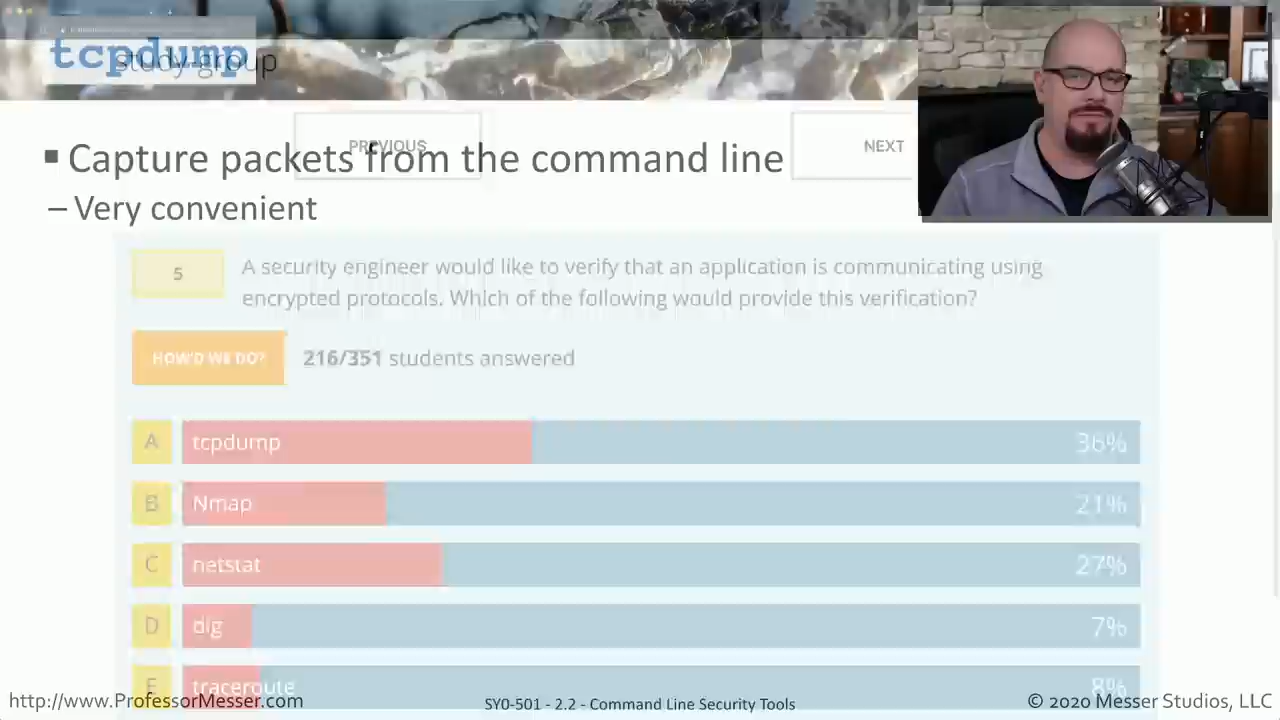 tcpdump
study group
PREVIOUS
NEXT
▪ Capture packets from the command line
– Very convenient
5
A security engineer would like to verify that an application is communicating using
encrypted protocols. Which of the following would provide this verification?
HOW'D WE DO?
216/351 students answered
A tcpdump 36%
B Nmap 21%
C netstat 27%
D dig 7%
E traceroute 8%
http://www.ProfessorMesser.com
SY0-501 - 2.2 - Command Line Security Tools
© 2020 Messer Studios, LLC